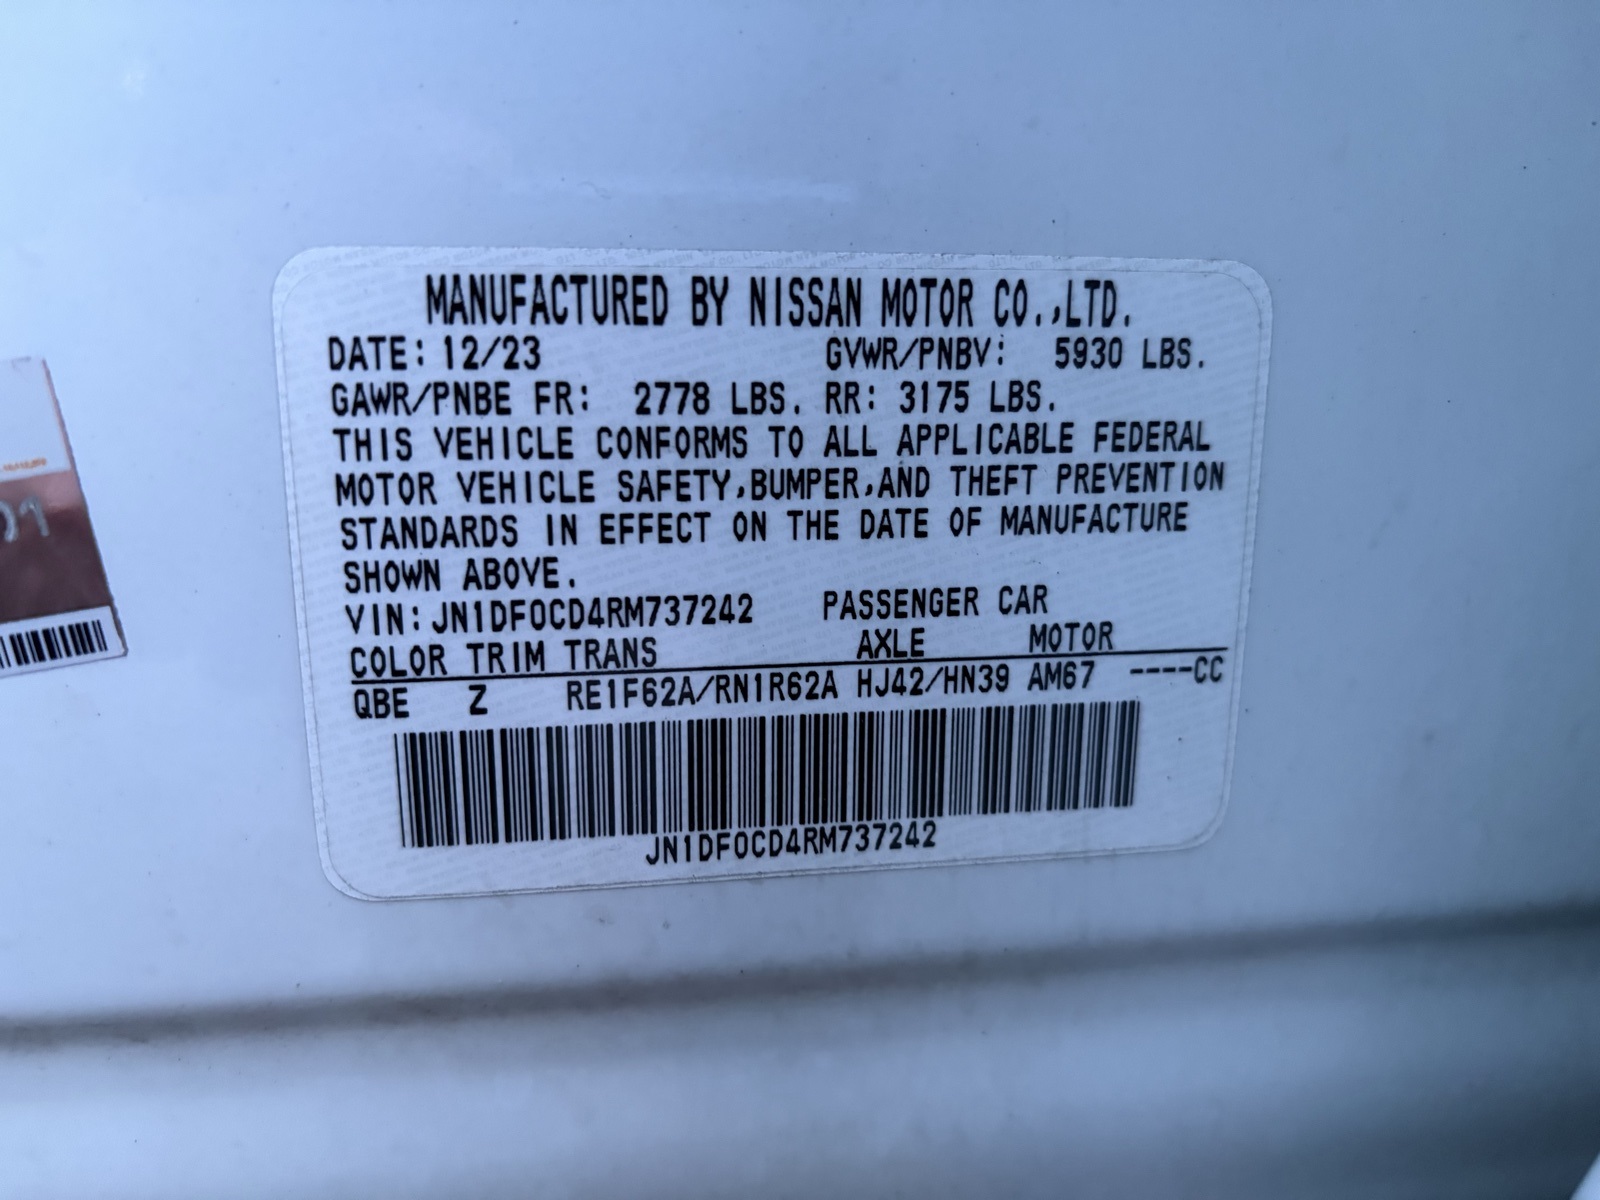 MANUFACTURED BY NISSAN MOTOR CO.,LTD.
DATE: 12/23 GVWR/PNBV: 5930 LBS.
GAWR/PNBE FR: 2778 LBS. RR: 3175 LBS.
THIS VEHICLE CONFORMS TO ALL APPLICABLE FEDERAL
MOTOR VEHICLE SAFETY,BUMPER,AND THEFT PREVENTION
STANDARDS IN EFFECT ON THE DATE OF MANUFACTURE
SHOWN ABOVE.
VIN:JN1DF0CD4RM737242 PASSENGER CAR
COLOR TRIM TRANS AXLE MOTOR
QBE Z RE1F62A/RN1R62A HJ42/HN39 AM67 ----CC
JN1DF0CD4RM737242